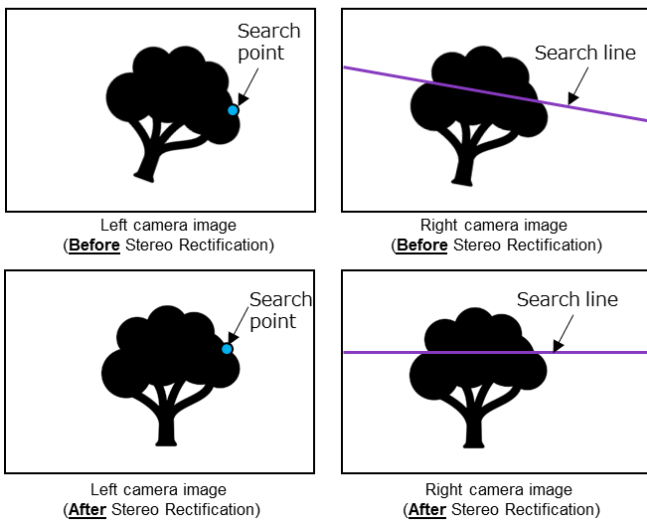 Search
point
Search line
Left camera image
(Before Stereo Rectification)
Right camera image
(Before Stereo Rectification)
Search
point
Search line
Left camera image
(After Stereo Rectification)
Right camera image
(After Stereo Rectification)